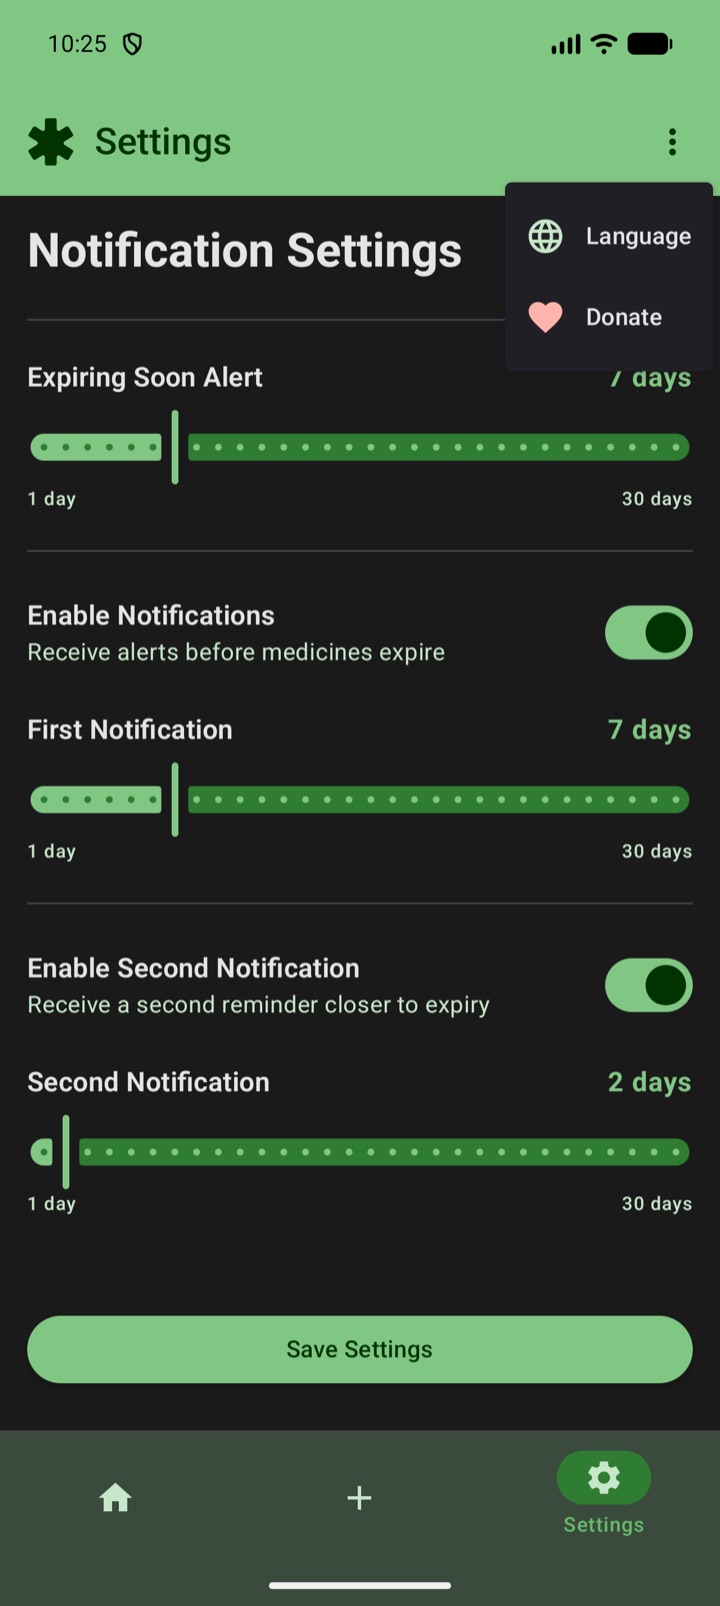 10:25
Settings
Language
Donate
Notification Settings
Expiring Soon Alert
7 days
1 day
30 days
Enable Notifications
Receive alerts before medicines expire
First Notification
7 days
1 day
30 days
Enable Second Notification
Receive a second reminder closer to expiry
Second Notification
2 days
1 day
30 days
Save Settings
Settings